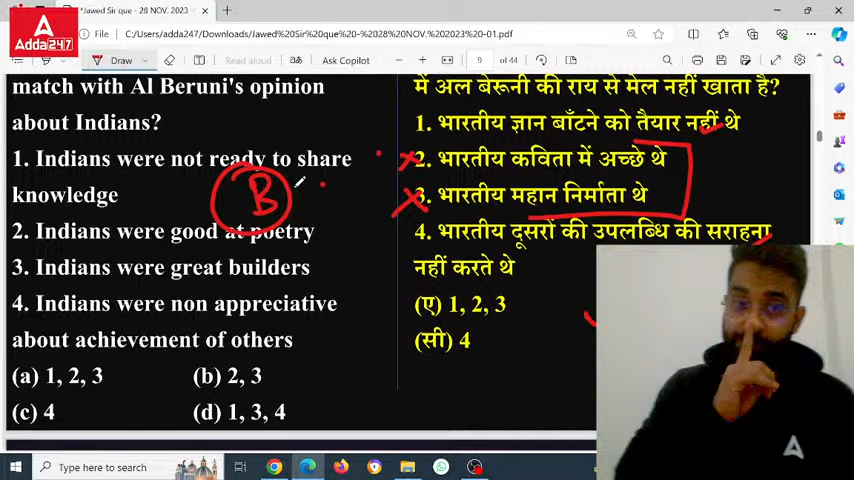 *Jawed Sir que - 28 NOV. 2023
File
C:/Users/adda247/Downloads/Jawed%20Sir%20que%20-%2028%20NOV.%202023%20-01.pdf
Adda247
Draw
Read aloud
Ask Copilot
9 of 44
match with Al Beruni's opinion
about Indians?
1. Indians were not ready to share
knowledge
B
2. Indians were good at poetry
3. Indians were great builders
4. Indians were non appreciative
about achievement of others
(a) 1, 2, 3 (b) 2, 3
(c) 4 (d) 1, 3, 4
में अल बेरूनी की राय से मेल नहीं खाता है?
1. भारतीय ज्ञान बाँटने को तैयार नहीं थे
2. भारतीय कविता में अच्छे थे
3. भारतीय महान निर्माता थे
4. भारतीय दूसरों की उपलब्धि की सराहना
नहीं करते थे
(ए) 1, 2, 3
(सी) 4
Type here to search